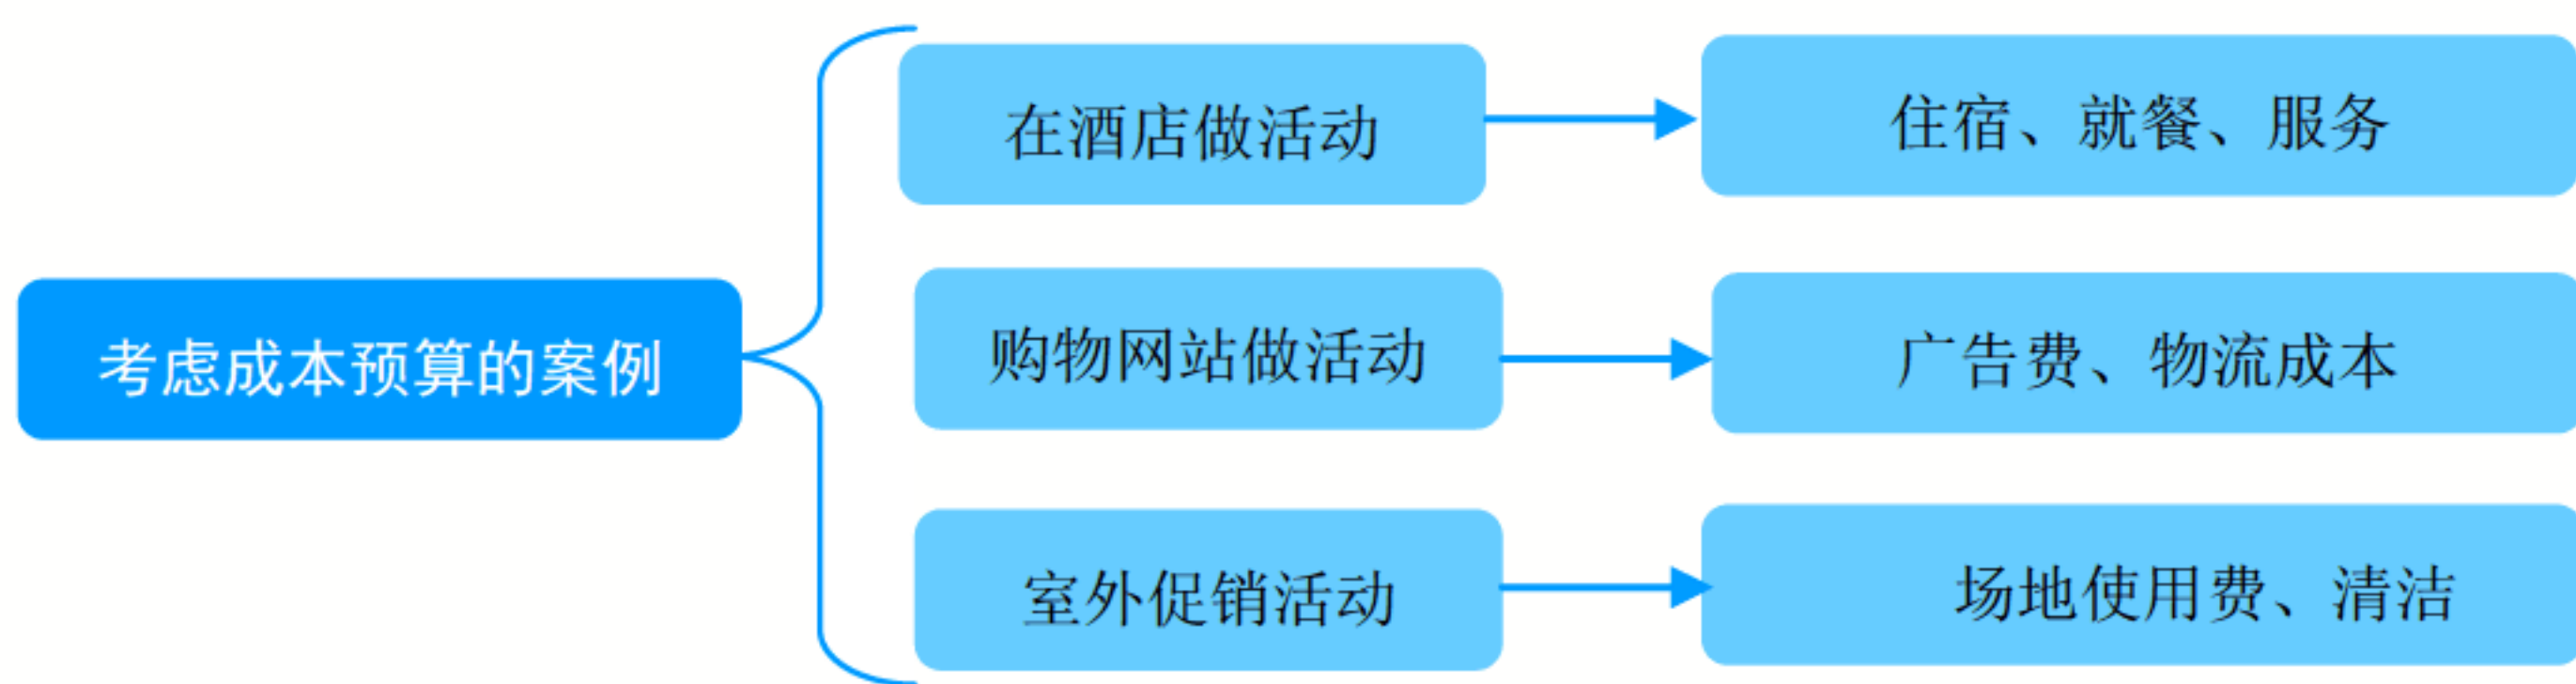 在酒店做活动
住宿、就餐、服务
考虑成本预算的案例
购物网站做活动
广告费、物流成本
室外促销活动
场地使用费、清洁